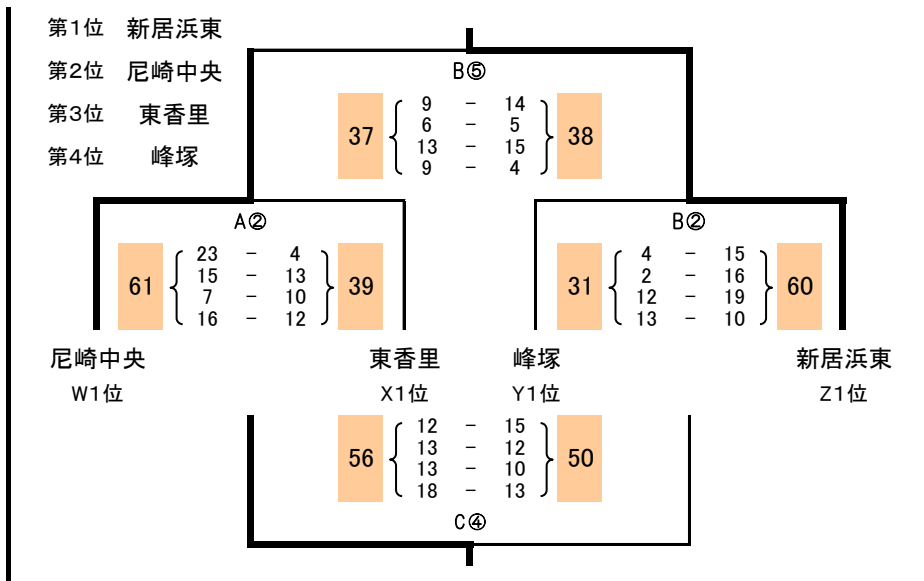 第1位 新居浜東
第2位 尼崎中央
第3位 東香里
第4位 峰塚
B⑤
37 9 - 14 38
6 - 5
13 - 15
9 - 4
A②
61 23 - 4 39
15 - 13
7 - 10
16 - 12
B②
31 4 - 15 60
2 - 16
12 - 19
13 - 10
尼崎中央 東香里 峰塚 新居浜東
W1位 X1位 Y1位 Z1位
56 12 - 15 50
13 - 12
13 - 10
18 - 13
C④